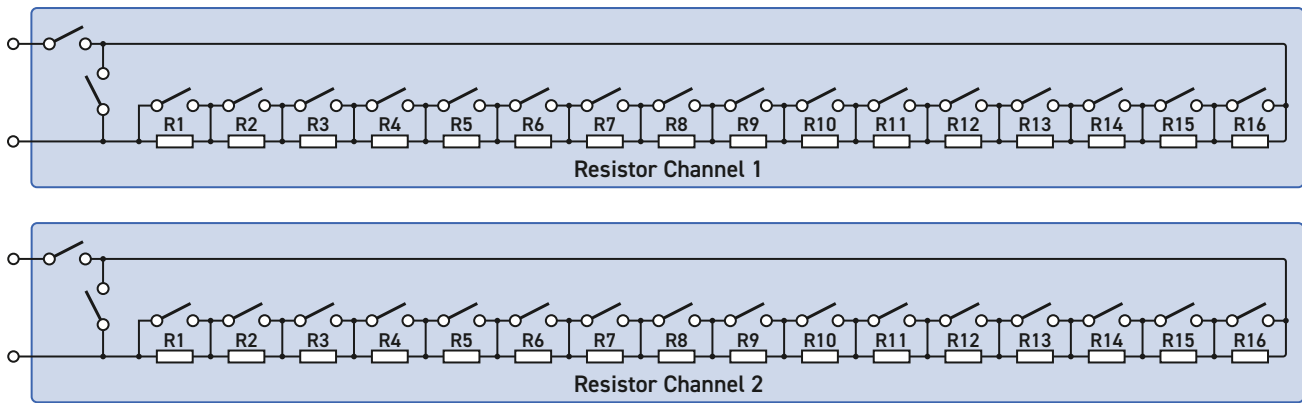 R1 R2 R3 R4 R5 R6 R7 R8 R9 R10 R11 R12 R13 R14 R15 R16
Resistor Channel 1
R1 R2 R3 R4 R5 R6 R7 R8 R9 R10 R11 R12 R13 R14 R15 R16
Resistor Channel 2